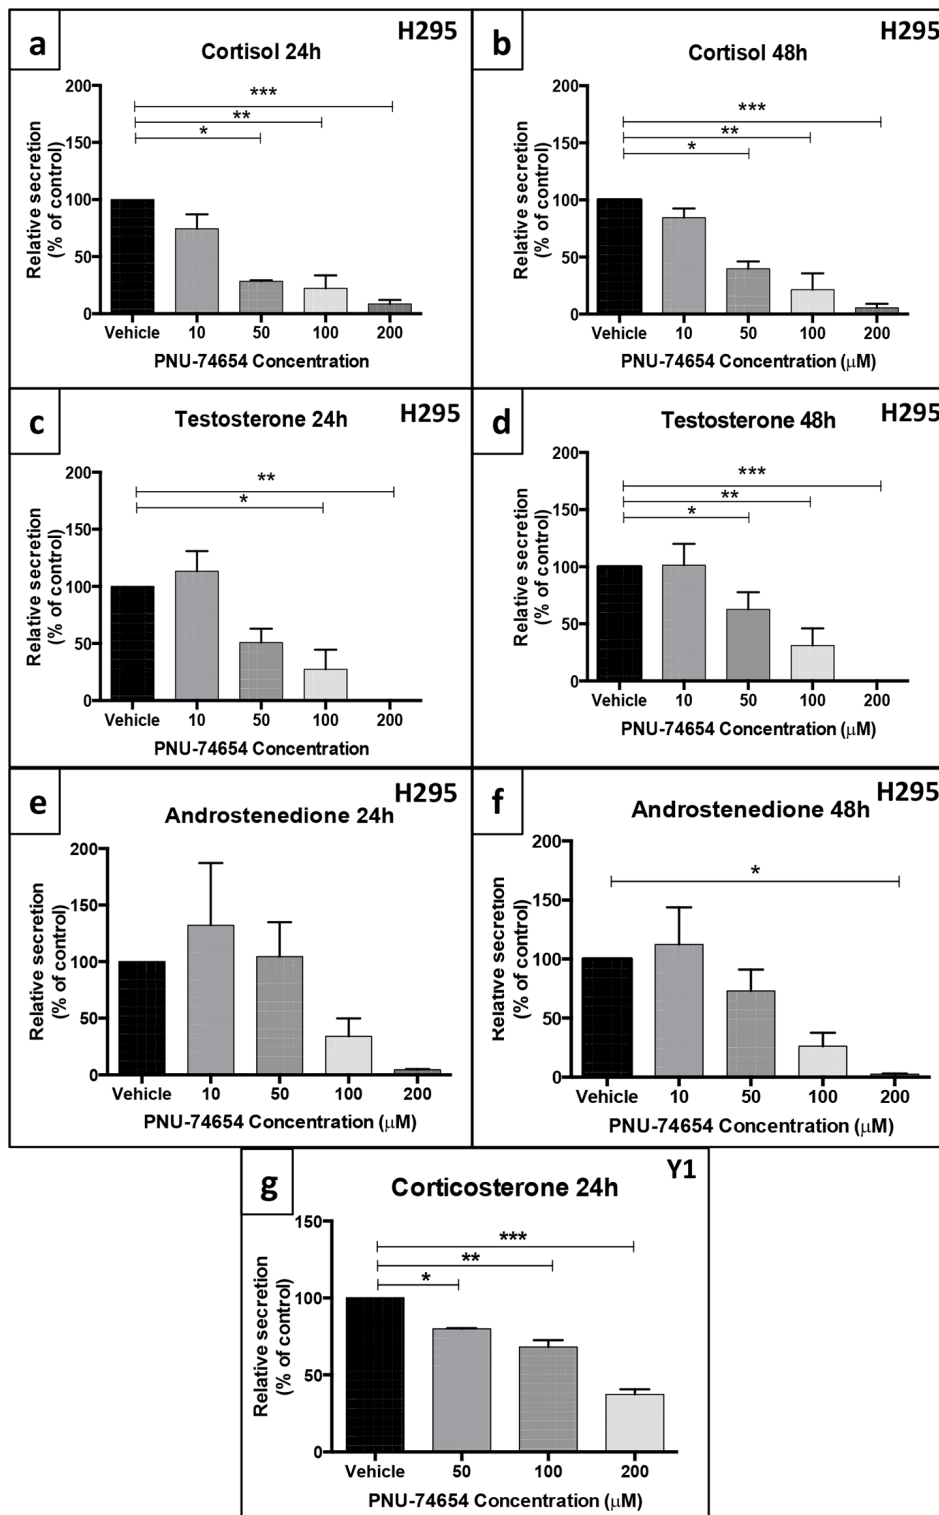 a
Cortisol 24h
H295
Relative secretion
(% of control)
200
150
100
50
0
***
**
*
Vehicle 10 50 100 200
PNU-74654 Concentration
b
Cortisol 48h
H295
Relative secretion
(% of control)
200
150
100
50
0
***
**
*
Vehicle 10 50 100 200
PNU-74654 Concentration (μM)
c
Testosterone 24h
H295
Relative secretion
(% of control)
200
150
100
50
0
**
*
Vehicle 10 50 100 200
PNU-74654 Concentration
d
Testosterone 48h
H295
Relative secretion
(% of control)
200
150
100
50
0
***
**
*
Vehicle 10 50 100 200
PNU-74654 Concentration (μM)
e
Androstenedione 24h
H295
Relative secretion
(% of control)
200
150
100
50
0
Vehicle 10 50 100 200
PNU-74654 Concentration (μM)
f
Androstenedione 48h
H295
Relative secretion
(% of control)
200
150
100
50
0
*
Vehicle 10 50 100 200
PNU-74654 Concentration (μM)
g
Corticosterone 24h
Y1
Relative secretion
(% of control)
150
100
50
0
***
**
*
Vehicle 50 100 200
PNU-74654 Concentration (μM)